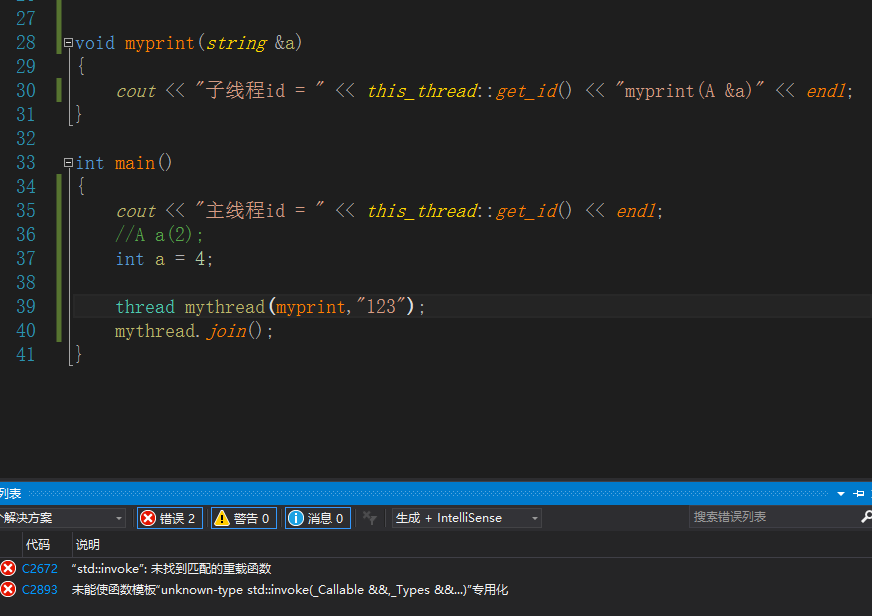 27
28 void myprint(string &a)
29 {
30 cout << "子线程id = " << this_thread::get_id() << "myprint(A &a)" << endl;
31 }
32
33 int main()
34 {
35 cout << "主线程id = " << this_thread::get_id() << endl;
36 //A a(2);
37 int a = 4;
38
39 thread mythread(myprint,"123");
40 mythread.join();
41 }
列表
个解决方案 错误 2 警告 0 消息 0 生成 + IntelliSense 搜索错误列表
代码 说明
C2672 “std::invoke”: 未找到匹配的重载函数
C2893 未能使函数模板“unknown-type std::invoke(_Callable &&,_Types &&...)”专用化